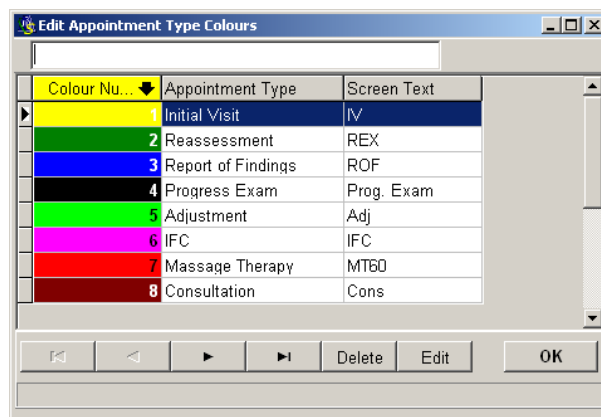 Edit Appointment Type Colours
Colour Nu... Appointment Type Screen Text
1 Initial Visit IV
2 Reassessment REX
3 Report of Findings ROF
4 Progress Exam Prog. Exam
5 Adjustment Adj
6 IFC IFC
7 Massage Therapy MT60
8 Consultation Cons
Delete Edit OK